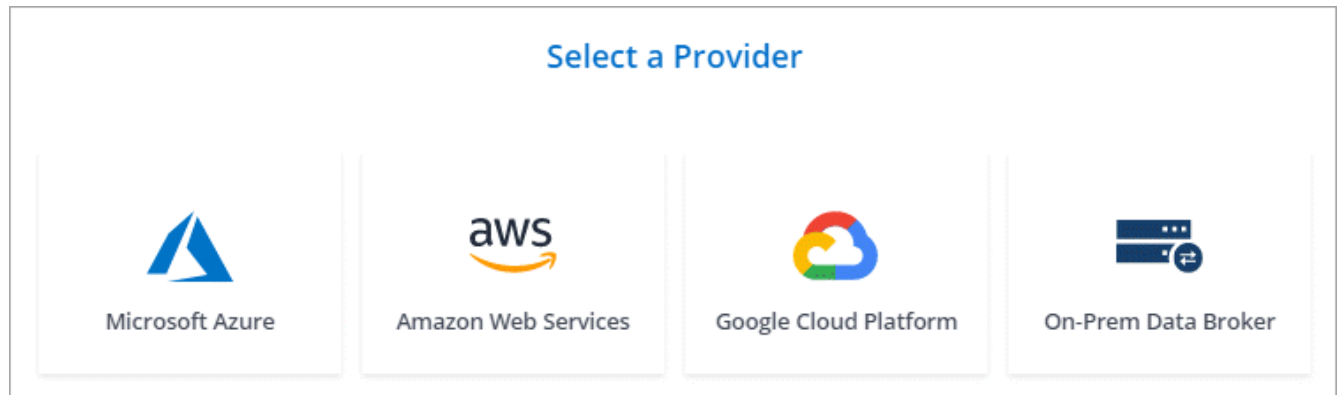 Select a Provider
aws
Microsoft Azure
Amazon Web Services
Google Cloud Platform
On-Prem Data Broker